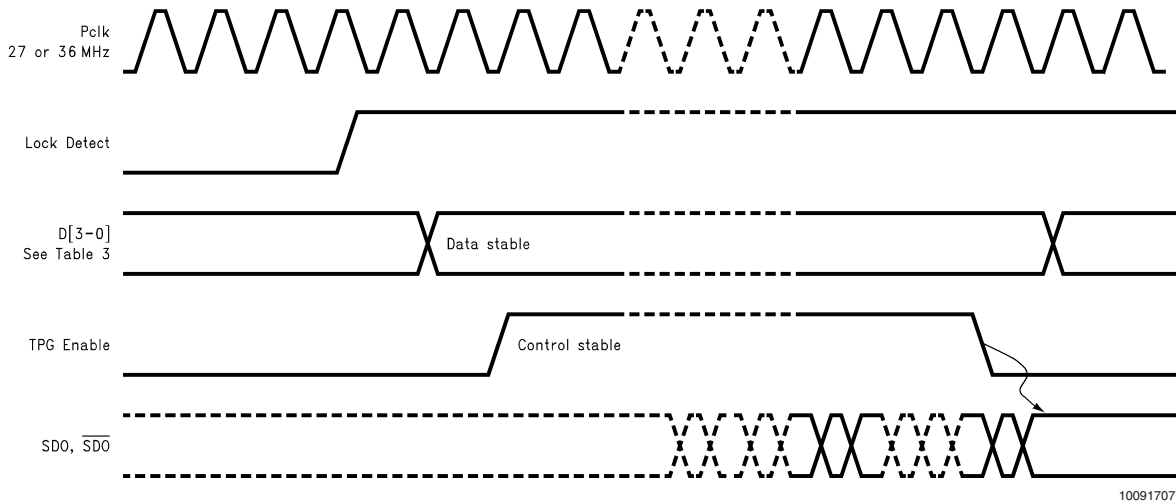 Pclk
27 or 36 MHz
Lock Detect
D[3-0]
See Table 3
Data stable
TPG Enable
Control stable
SDO, S̅D̅O̅
10091707